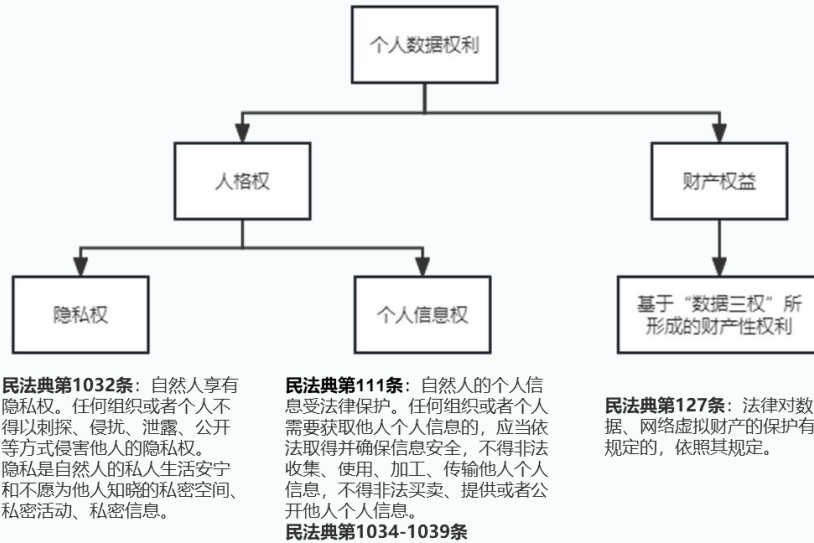 个人数据权利
人格权
财产权益
隐私权
个人信息权
基于“数据三权”所
形成的财产性权利
民法典第1032条：自然人享有
隐私权。任何组织或者个人不
得以刺探、侵扰、泄露、公开
等方式侵害他人的隐私权。
隐私是自然人的私人生活安宁
和不愿为他人知晓的私密空间、
私密活动、私密信息。
民法典第111条：自然人的个人信
息受法律保护。任何组织或者个人
需要获取他人个人信息的，应当依
法取得并确保信息安全，不得非法
收集、使用、加工、传输他人个人
信息，不得非法买卖、提供或者公
开他人个人信息。
民法典第1034-1039条
民法典第127条：法律对数
据、网络虚拟财产的保护有
规定的，依照其规定。